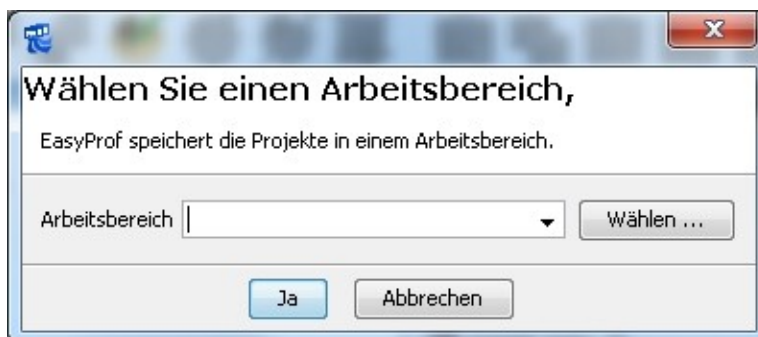 Wählen Sie einen Arbeitsbereich,
EasyProf speichert die Projekte in einem Arbeitsbereich.
Arbeitsbereich Wählen ...
Ja Abbrechen